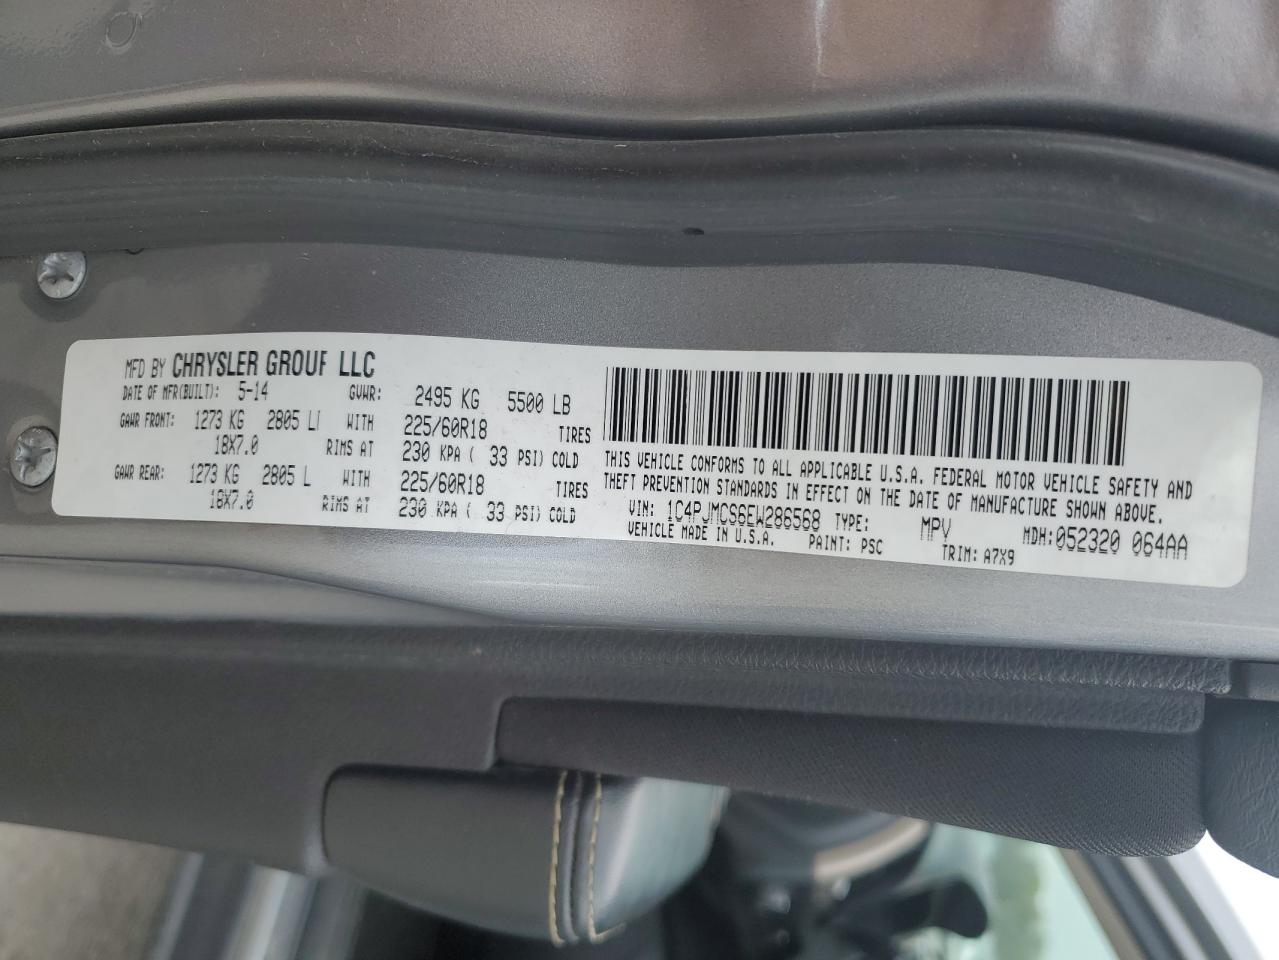 MFD BY CHRYSLER GROUP LLC
DATE OF MFR(BUILT): 5-14 GVWR: 2495 KG 5500 LB
GAWR FRONT: 1273 KG 2805 LB WITH 225/60R18 TIRES
18X7.0 RIMS AT 230 KPA ( 33 PSI) COLD
GAWR REAR: 1273 KG 2805 L WITH 225/60R18 TIRES
18X7.0 RIMS AT 230 KPA ( 33 PSI) COLD
THIS VEHICLE CONFORMS TO ALL APPLICABLE U.S.A. FEDERAL MOTOR VEHICLE SAFETY AND
THEFT PREVENTION STANDARDS IN EFFECT ON THE DATE OF MANUFACTURE SHOWN ABOVE.
VIN: 1C4PJMCS6EW286568 TYPE: MPV MDH:052320 064AA
VEHICLE MADE IN U.S.A. PAINT: PSC TRIM: A7X9